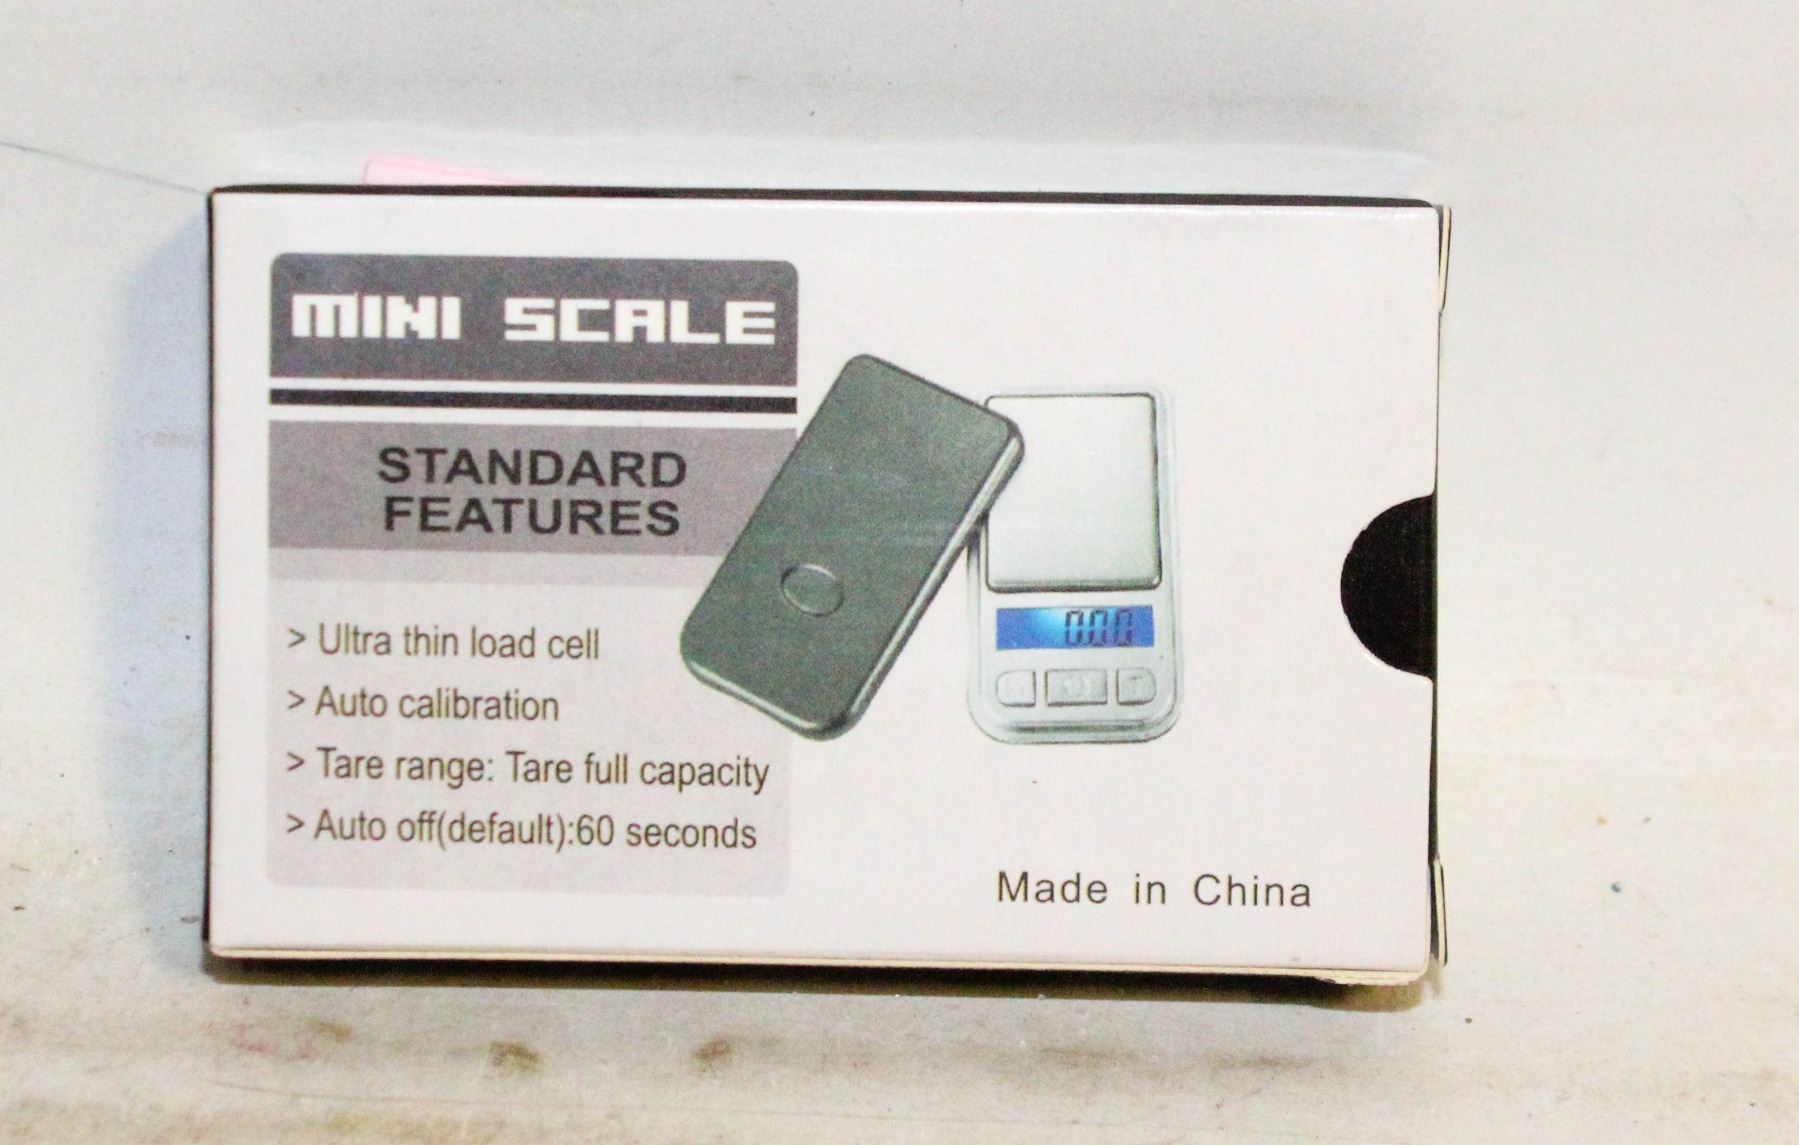 MINI SCALE
STANDARD
FEATURES
> Ultra thin load cell
> Auto calibration
> Tare range: Tare full capacity
> Auto off(default):60 seconds
0.00
Made in China